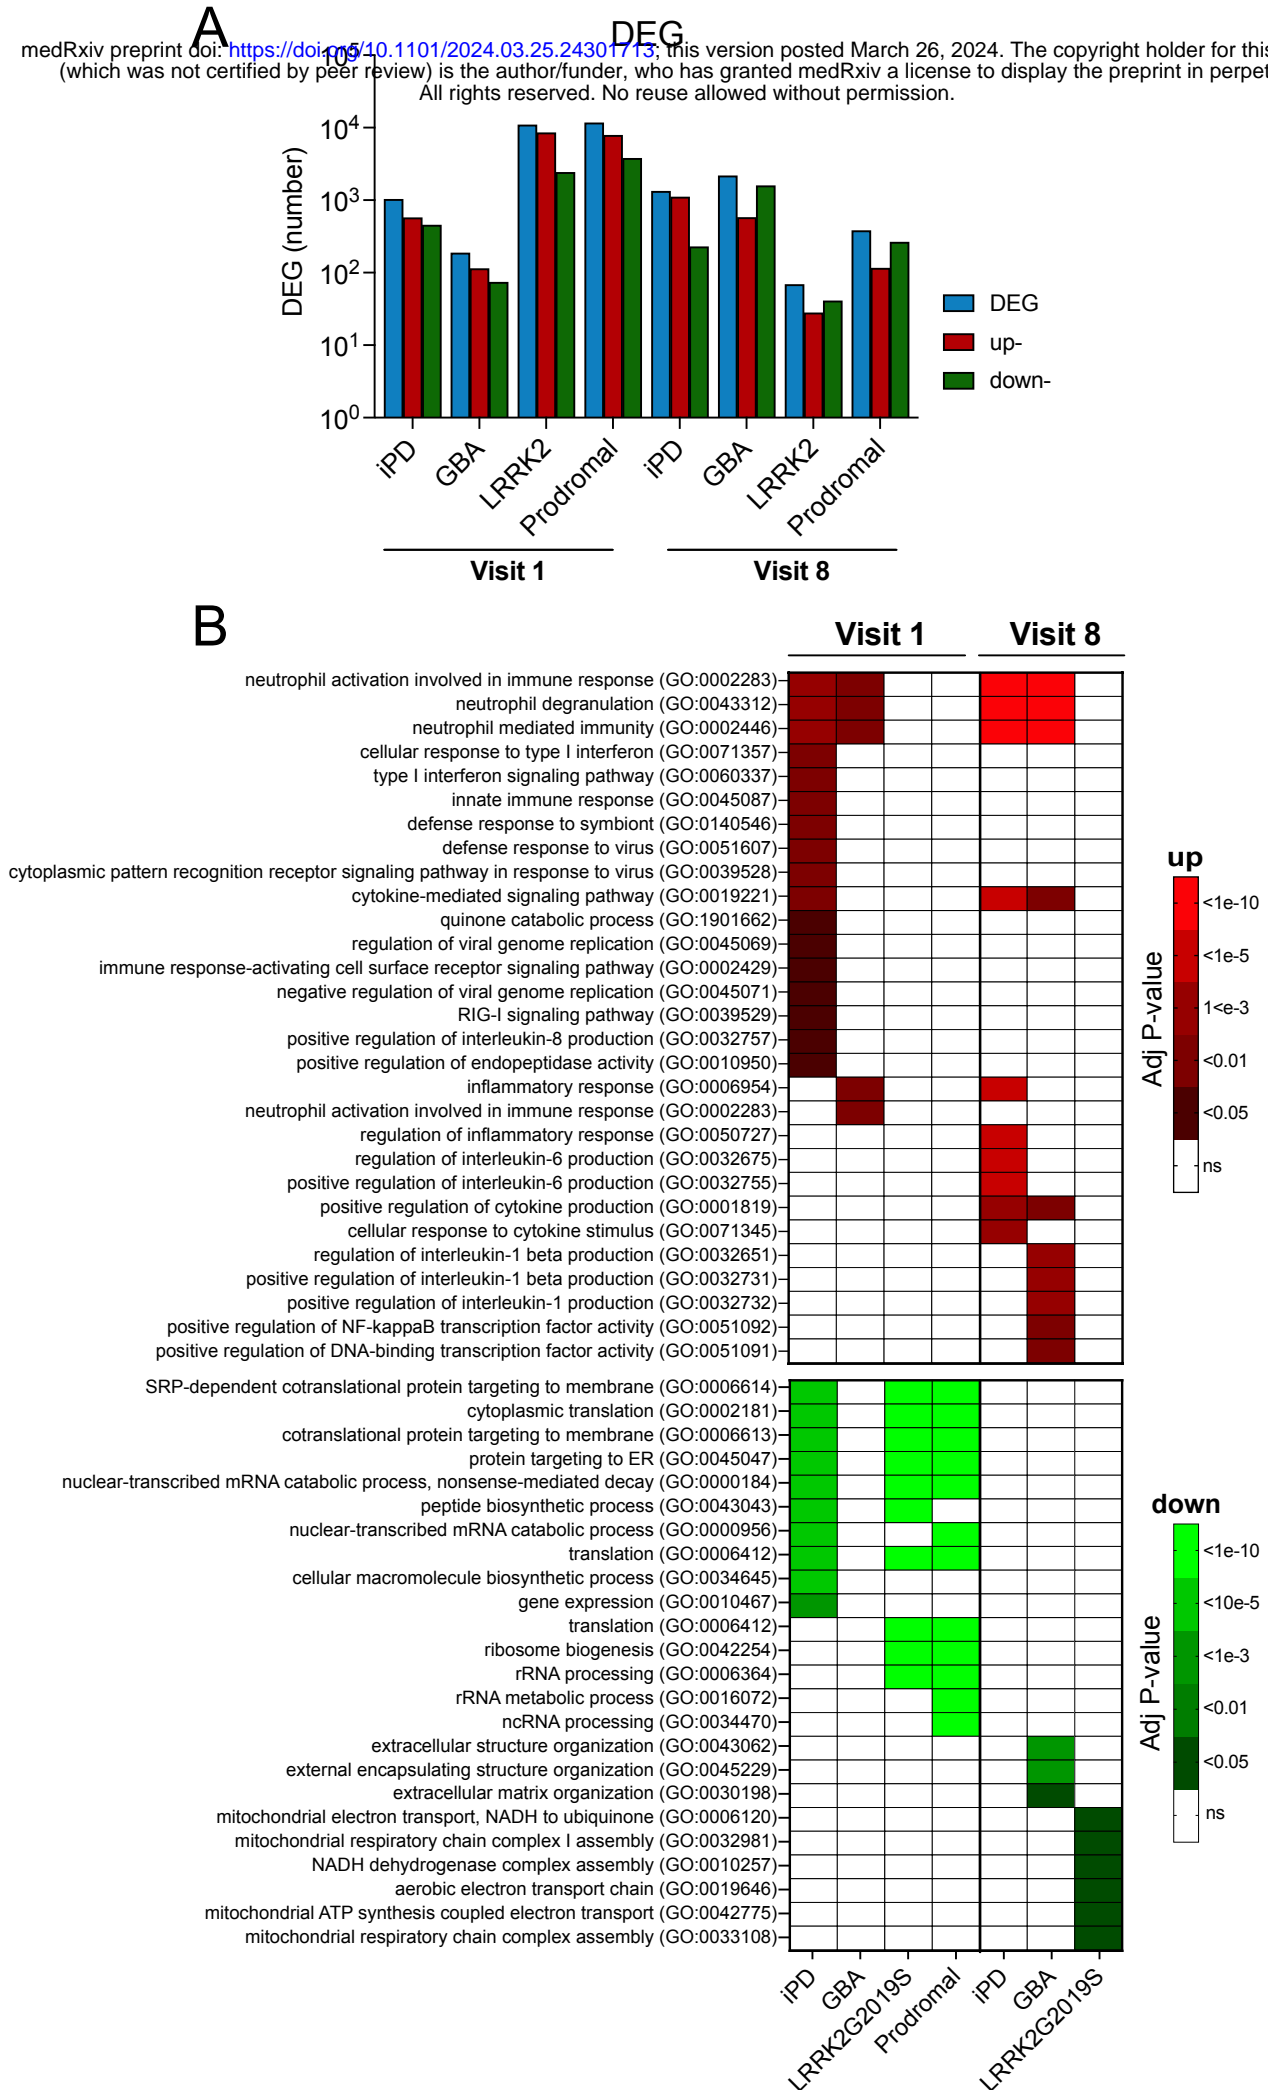 A
DEG
medRxiv preprint doi: https://doi.org/10.1101/2024.03.25.24301713; this version posted March 26, 2024. The copyright holder for this
(which was not certified by peer review) is the author/funder, who has granted medRxiv a license to display the preprint in perpet
All rights reserved. No reuse allowed without permission.
10^5
10^4
10^3
10^2
10^1
10^0
DEG (number)
DEG
up-
down-
iPD
GBA
LRRK2
Prodromal
iPD
GBA
LRRK2
Prodromal
Visit 1
Visit 8
B
Visit 1
Visit 8
neutrophil activation involved in immune response (GO:0002283)
neutrophil degranulation (GO:0043312)
neutrophil mediated immunity (GO:0002446)
cellular response to type I interferon (GO:0071357)
type I interferon signaling pathway (GO:0060337)
innate immune response (GO:0045087)
defense response to symbiont (GO:0140546)
defense response to virus (GO:0051607)
cytoplasmic pattern recognition receptor signaling pathway in response to virus (GO:0039528)
cytokine-mediated signaling pathway (GO:0019221)
quinone catabolic process (GO:1901662)
regulation of viral genome replication (GO:0045069)
immune response-activating cell surface receptor signaling pathway (GO:0002429)
negative regulation of viral genome replication (GO:0045071)
RIG-I signaling pathway (GO:0039529)
positive regulation of interleukin-8 production (GO:0032757)
positive regulation of endopeptidase activity (GO:0010950)
inflammatory response (GO:0006954)
neutrophil activation involved in immune response (GO:0002283)
regulation of inflammatory response (GO:0050727)
regulation of interleukin-6 production (GO:0032675)
positive regulation of interleukin-6 production (GO:0032755)
positive regulation of cytokine production (GO:0001819)
cellular response to cytokine stimulus (GO:0071345)
regulation of interleukin-1 beta production (GO:0032651)
positive regulation of interleukin-1 beta production (GO:0032731)
positive regulation of interleukin-1 production (GO:0032732)
positive regulation of NF-kappaB transcription factor activity (GO:0051092)
positive regulation of DNA-binding transcription factor activity (GO:0051091)
up
Adj P-value
<1e-10
<1e-5
1<e-3
<0.01
<0.05
ns
SRP-dependent cotranslational protein targeting to membrane (GO:0006614)
cytoplasmic translation (GO:0002181)
cotranslational protein targeting to membrane (GO:0006613)
protein targeting to ER (GO:0045047)
nuclear-transcribed mRNA catabolic process, nonsense-mediated decay (GO:0000184)
peptide biosynthetic process (GO:0043043)
nuclear-transcribed mRNA catabolic process (GO:0000956)
translation (GO:0006412)
cellular macromolecule biosynthetic process (GO:0034645)
gene expression (GO:0010467)
translation (GO:0006412)
ribosome biogenesis (GO:0042254)
rRNA processing (GO:0006364)
rRNA metabolic process (GO:0016072)
ncRNA processing (GO:0034470)
extracellular structure organization (GO:0043062)
external encapsulating structure organization (GO:0045229)
extracellular matrix organization (GO:0030198)
mitochondrial electron transport, NADH to ubiquinone (GO:0006120)
mitochondrial respiratory chain complex I assembly (GO:0032981)
NADH dehydrogenase complex assembly (GO:0010257)
aerobic electron transport chain (GO:0019646)
mitochondrial ATP synthesis coupled electron transport (GO:0042775)
mitochondrial respiratory chain complex assembly (GO:0033108)
down
Adj P-value
<1e-10
<10e-5
<1e-3
<0.01
<0.05
ns
iPD
GBA
LRRK2G2019S
Prodromal
iPD
GBA
LRRK2G2019S